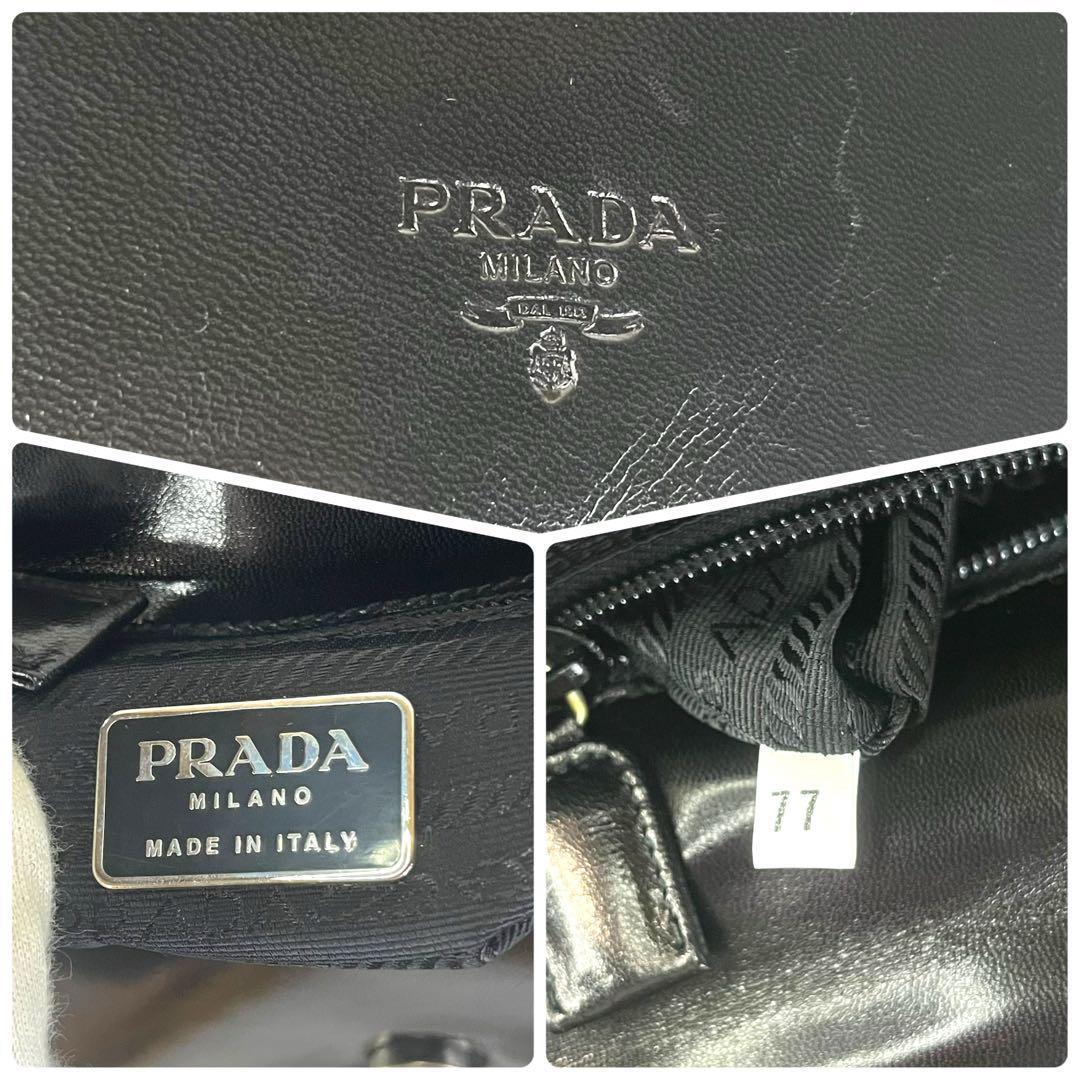 PRADA
MILANO
DAL 1913
PRADA
MILANO
MADE IN ITALY
77